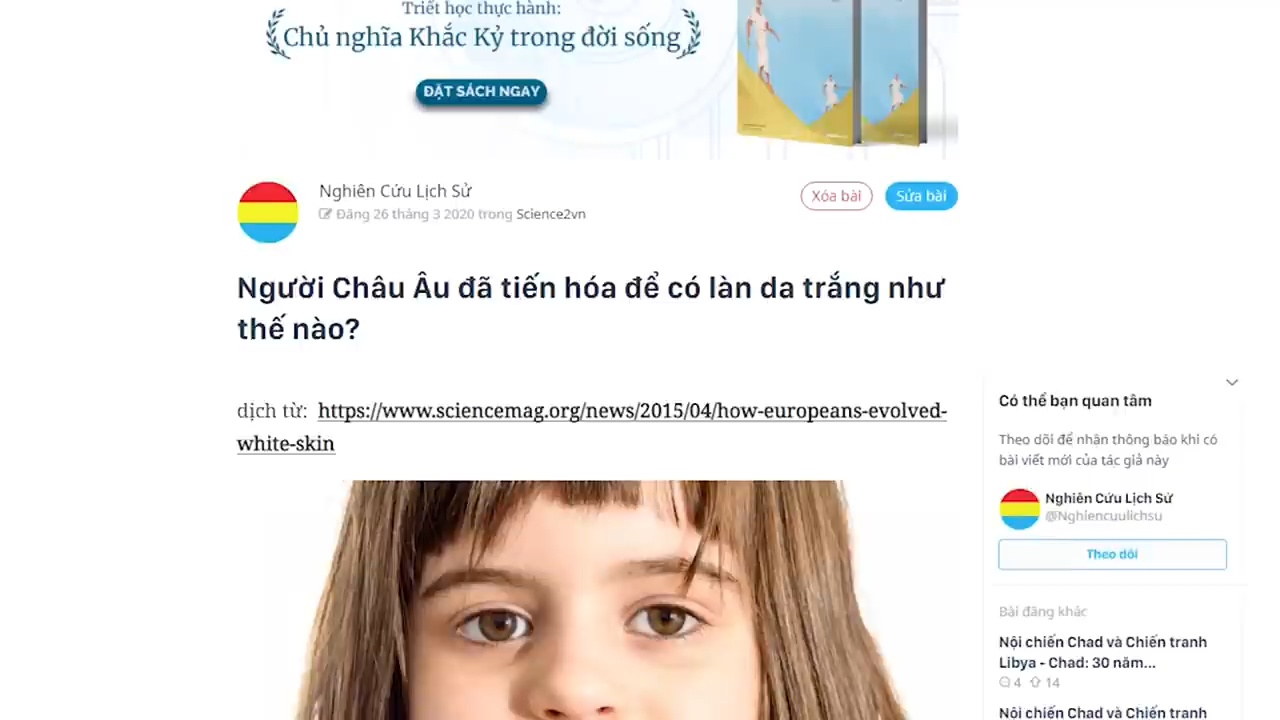 Triết học thực hành:
Chủ nghĩa Khắc Kỷ trong đời sống
ĐẶT SÁCH NGAY
Nghiên Cứu Lịch Sử
Đăng 26 tháng 3 2020 trong Science2vn
Xóa bài
Sửa bài
Người Châu Âu đã tiến hóa để có làn da trắng như
thế nào?
dịch từ: https://www.sciencemag.org/news/2015/04/how-europeans-evolved-
white-skin
Có thể bạn quan tâm
Theo dõi để nhận thông báo khi có
bài viết mới của tác giả này
Nghiên Cứu Lịch Sử
@Nghiencuulichsu
Theo dõi
Bài đăng khác
Nội chiến Chad và Chiến tranh
Libya - Chad: 30 năm...
4 14
Nội chiến Chad và Chiến tranh